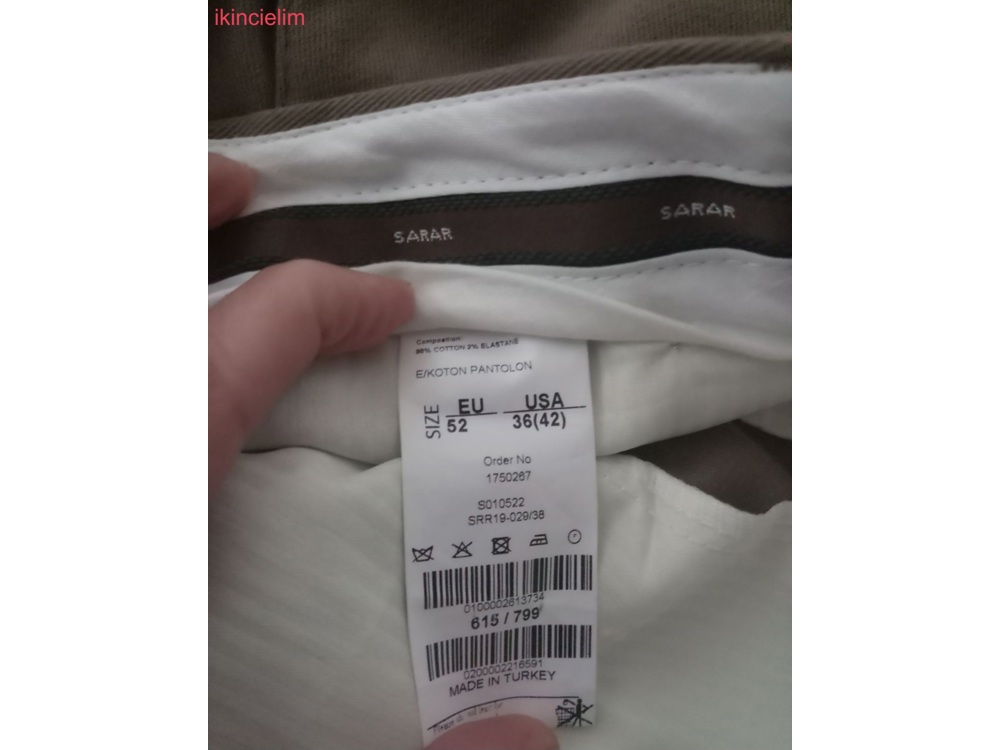 ikincielim
SARAR SARAR
Composition:
98% COTTON 2% ELASTANE
E/KOTON PANTOLON
SIZE EU USA
52 36(42)
Order No
1750267
S010522
SRR19-029/38
0100002613734
615 / 799
0200002216591
MADE IN TURKEY